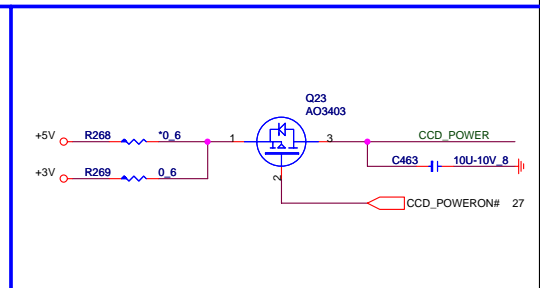 Q23
AO3403
+5V R268 *0_6 1 3 CCD_POWER
C463 10U-10V_8
+3V R269 0_6
2
CCD_POWERON# 27